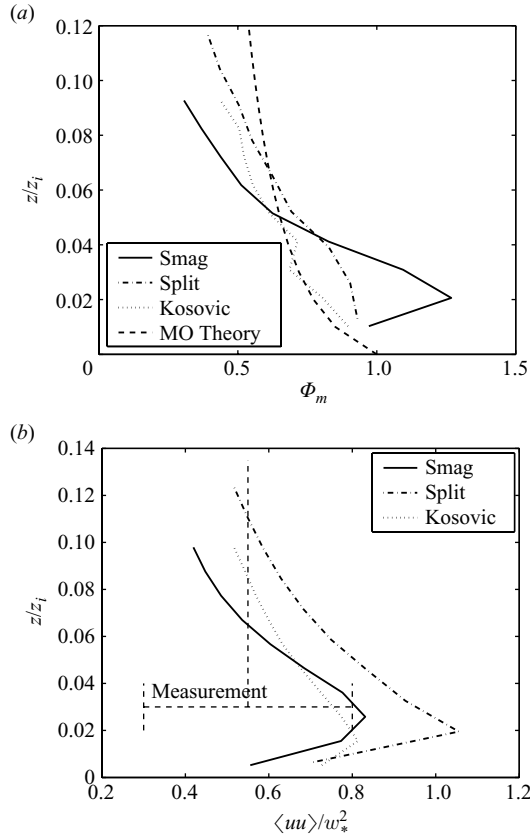 (a)
0.12
0.10
0.08
0.06
0.04
0.02
z/z_i
Smag
Split
Kosovic
MO Theory
0 0.5 1.0 1.5
Φ_m
(b)
0.14
0.12
0.10
0.08
0.06
0.04
0.02
0
z/z_i
Smag
Split
Kosovic
Measurement
0.2 0.4 0.6 0.8 1.0 1.2
⟨uu⟩/w_*^2